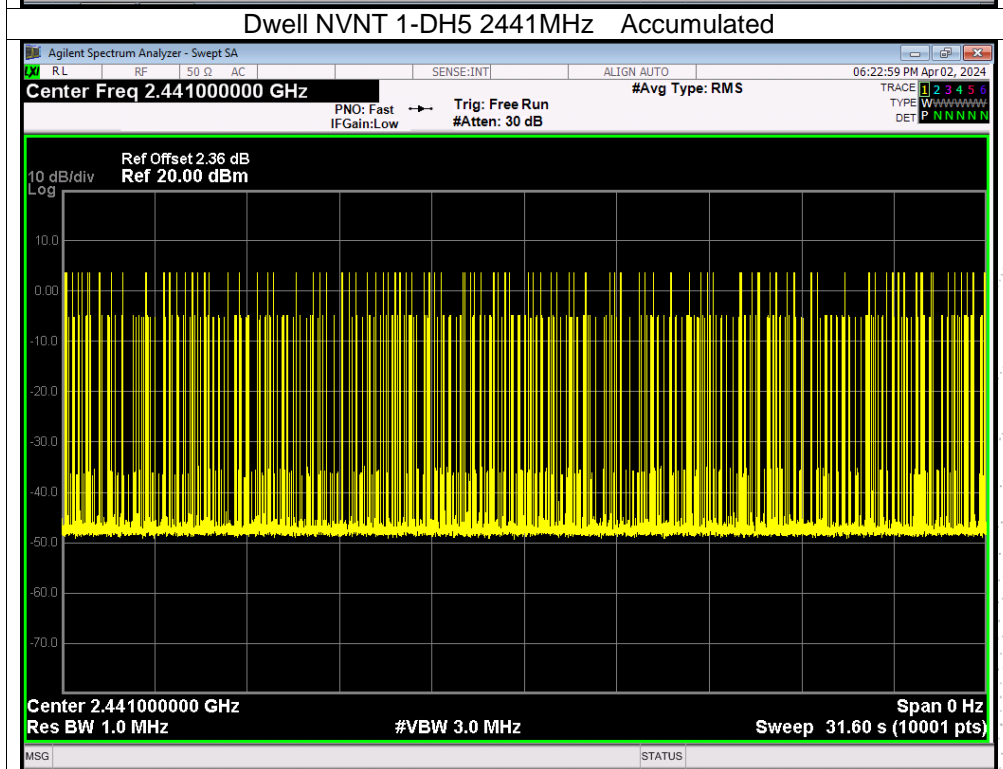 Dwell NVNT 1-DH5 2441MHz Accumulated
Agilent Spectrum Analyzer - Swept SA
LXI RL RF 50 Ω AC SENSE:INT ALIGN AUTO 06:22:59 PM Apr 02, 2024
Center Freq 2.441000000 GHz #Avg Type: RMS TRACE 1 2 3 4 5 6
PNO: Fast Trig: Free Run TYPE WWWWWW
IFGain:Low #Atten: 30 dB DET P N N N N N
Ref Offset 2.36 dB
10 dB/div Ref 20.00 dBm
Log
10.0
0.00
-10.0
-20.0
-30.0
-40.0
-50.0
-60.0
-70.0
Center 2.441000000 GHz Span 0 Hz
Res BW 1.0 MHz #VBW 3.0 MHz Sweep 31.60 s (10001 pts)
MSG STATUS